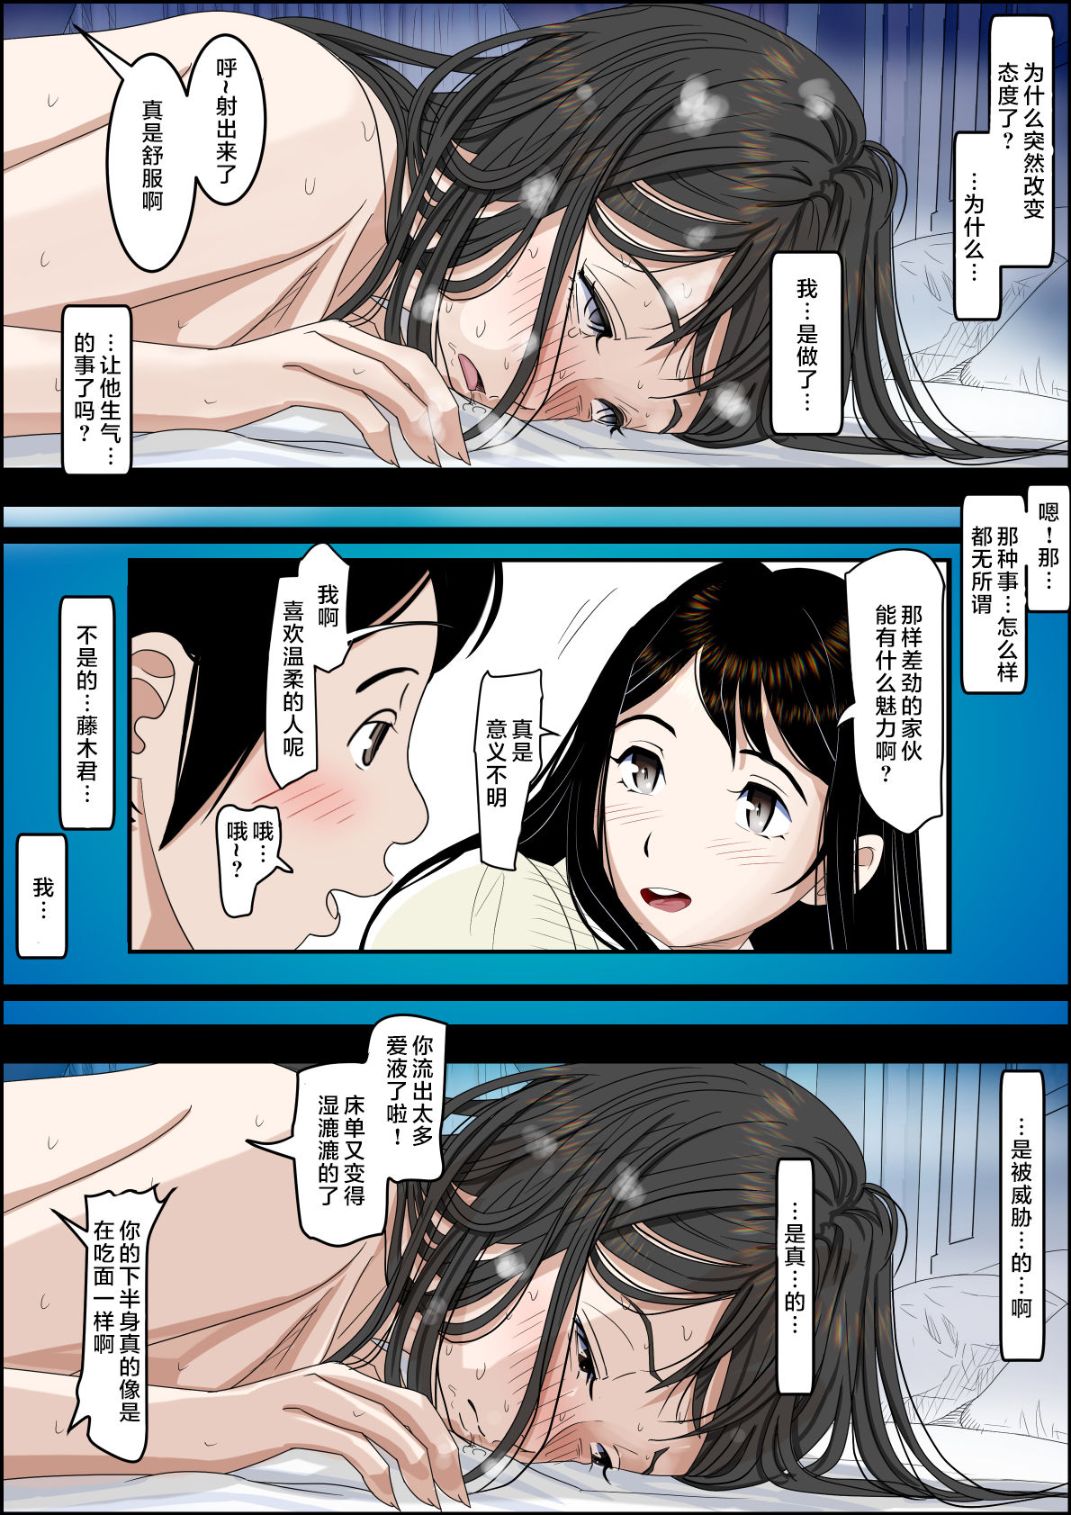 为什么突然改变
态度了？
…为什么…
我…是做了…
呼~射出来了
真是舒服啊
…让他生气…
的事了吗？
嗯！那…
那种事…怎么样
都无所谓
那样差劲的家伙
能有什么魅力啊？
真是
意义不明
我啊
喜欢温柔的人呢
哦…
哦~？
不是的…藤木君…
我…
…是被威胁…的…啊
…是真…的…
你流出太多
爱液了啦！
床单又变得
湿漉漉的了
你的下半身真的像是
在吃面一样啊